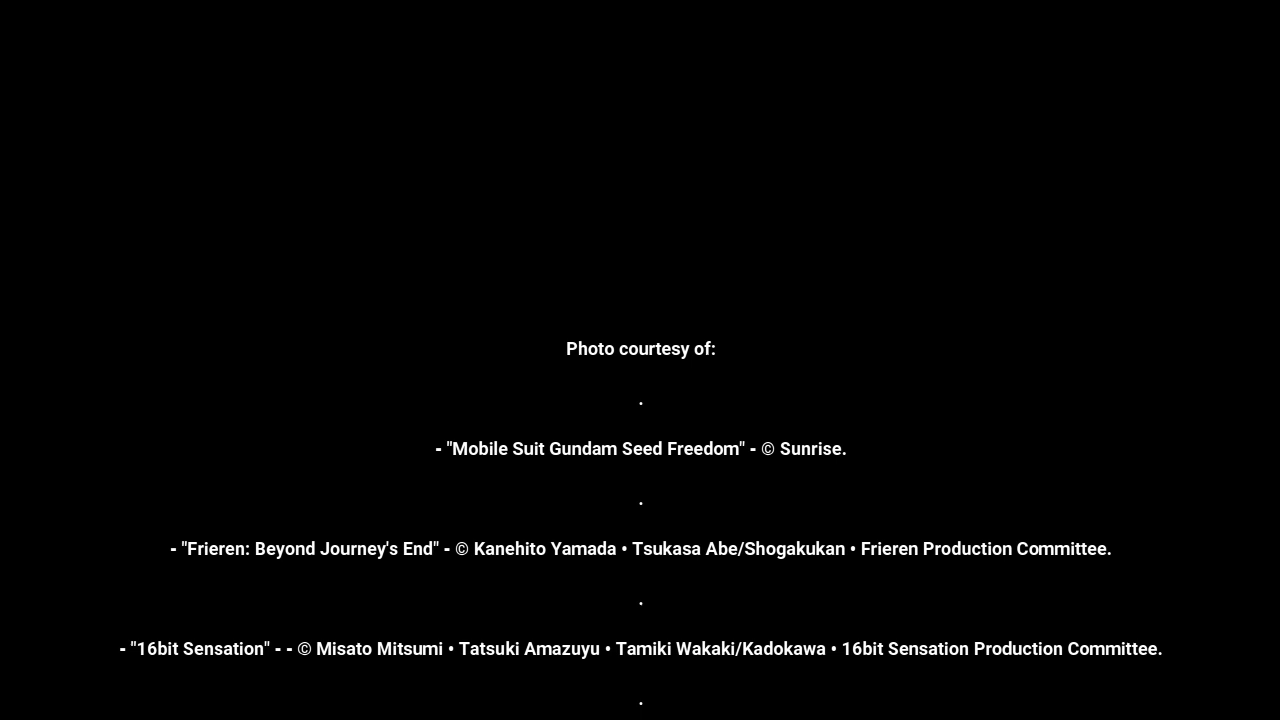 Photo courtesy of:
.
- "Mobile Suit Gundam Seed Freedom" - © Sunrise.
.
- "Frieren: Beyond Journey's End" - © Kanehito Yamada • Tsukasa Abe/Shogakukan • Frieren Production Committee.
.
- "16bit Sensation" - - © Misato Mitsumi • Tatsuki Amazuyu • Tamiki Wakaki/Kadokawa • 16bit Sensation Production Committee.
.